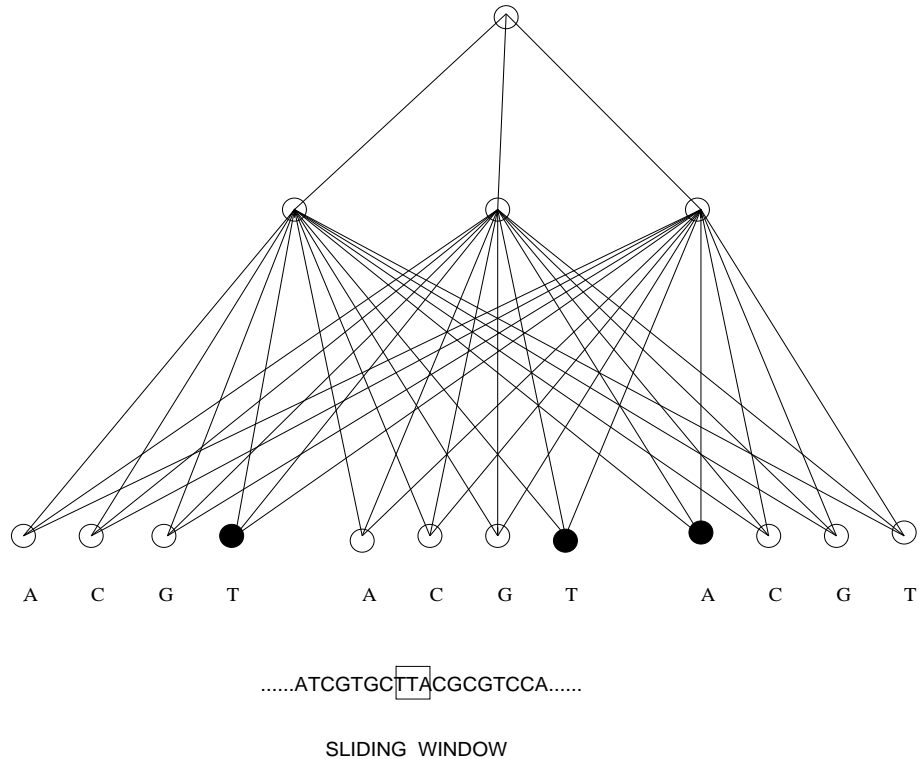 A C G T A C G T A C G T
......ATCGTGCTTACGCGTCCA......
SLIDING WINDOW